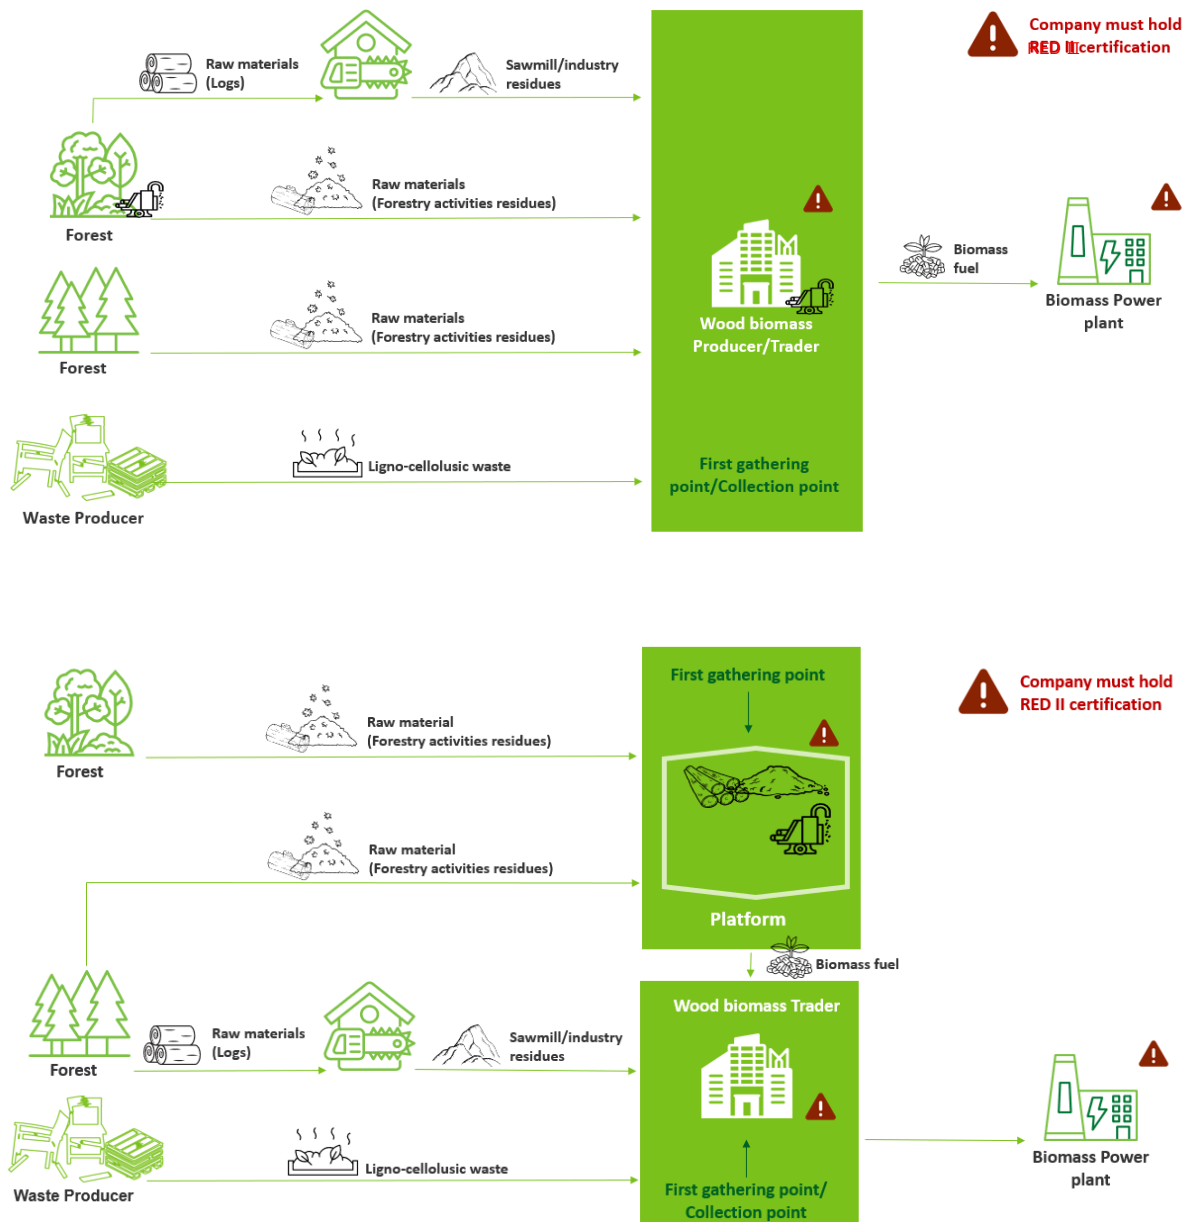 Company must hold
RED II certification
Raw materials
(Logs)
Sawmill/industry
residues
Raw materials
(Forestry activities residues)
Forest
Biomass
fuel
Biomass Power
plant
Raw materials
(Forestry activities residues)
Wood biomass
Producer/Trader
Forest
Ligno-cellolusic waste
First gathering
point/Collection point
Waste Producer
First gathering point
Company must hold
RED II certification
Raw material
(Forestry activities residues)
Forest
Raw material
(Forestry activities residues)
Platform
Biomass fuel
Wood biomass Trader
Raw materials
(Logs)
Sawmill/industry
residues
Forest
Biomass Power
plant
Ligno-cellolusic waste
Waste Producer
First gathering point/
Collection point